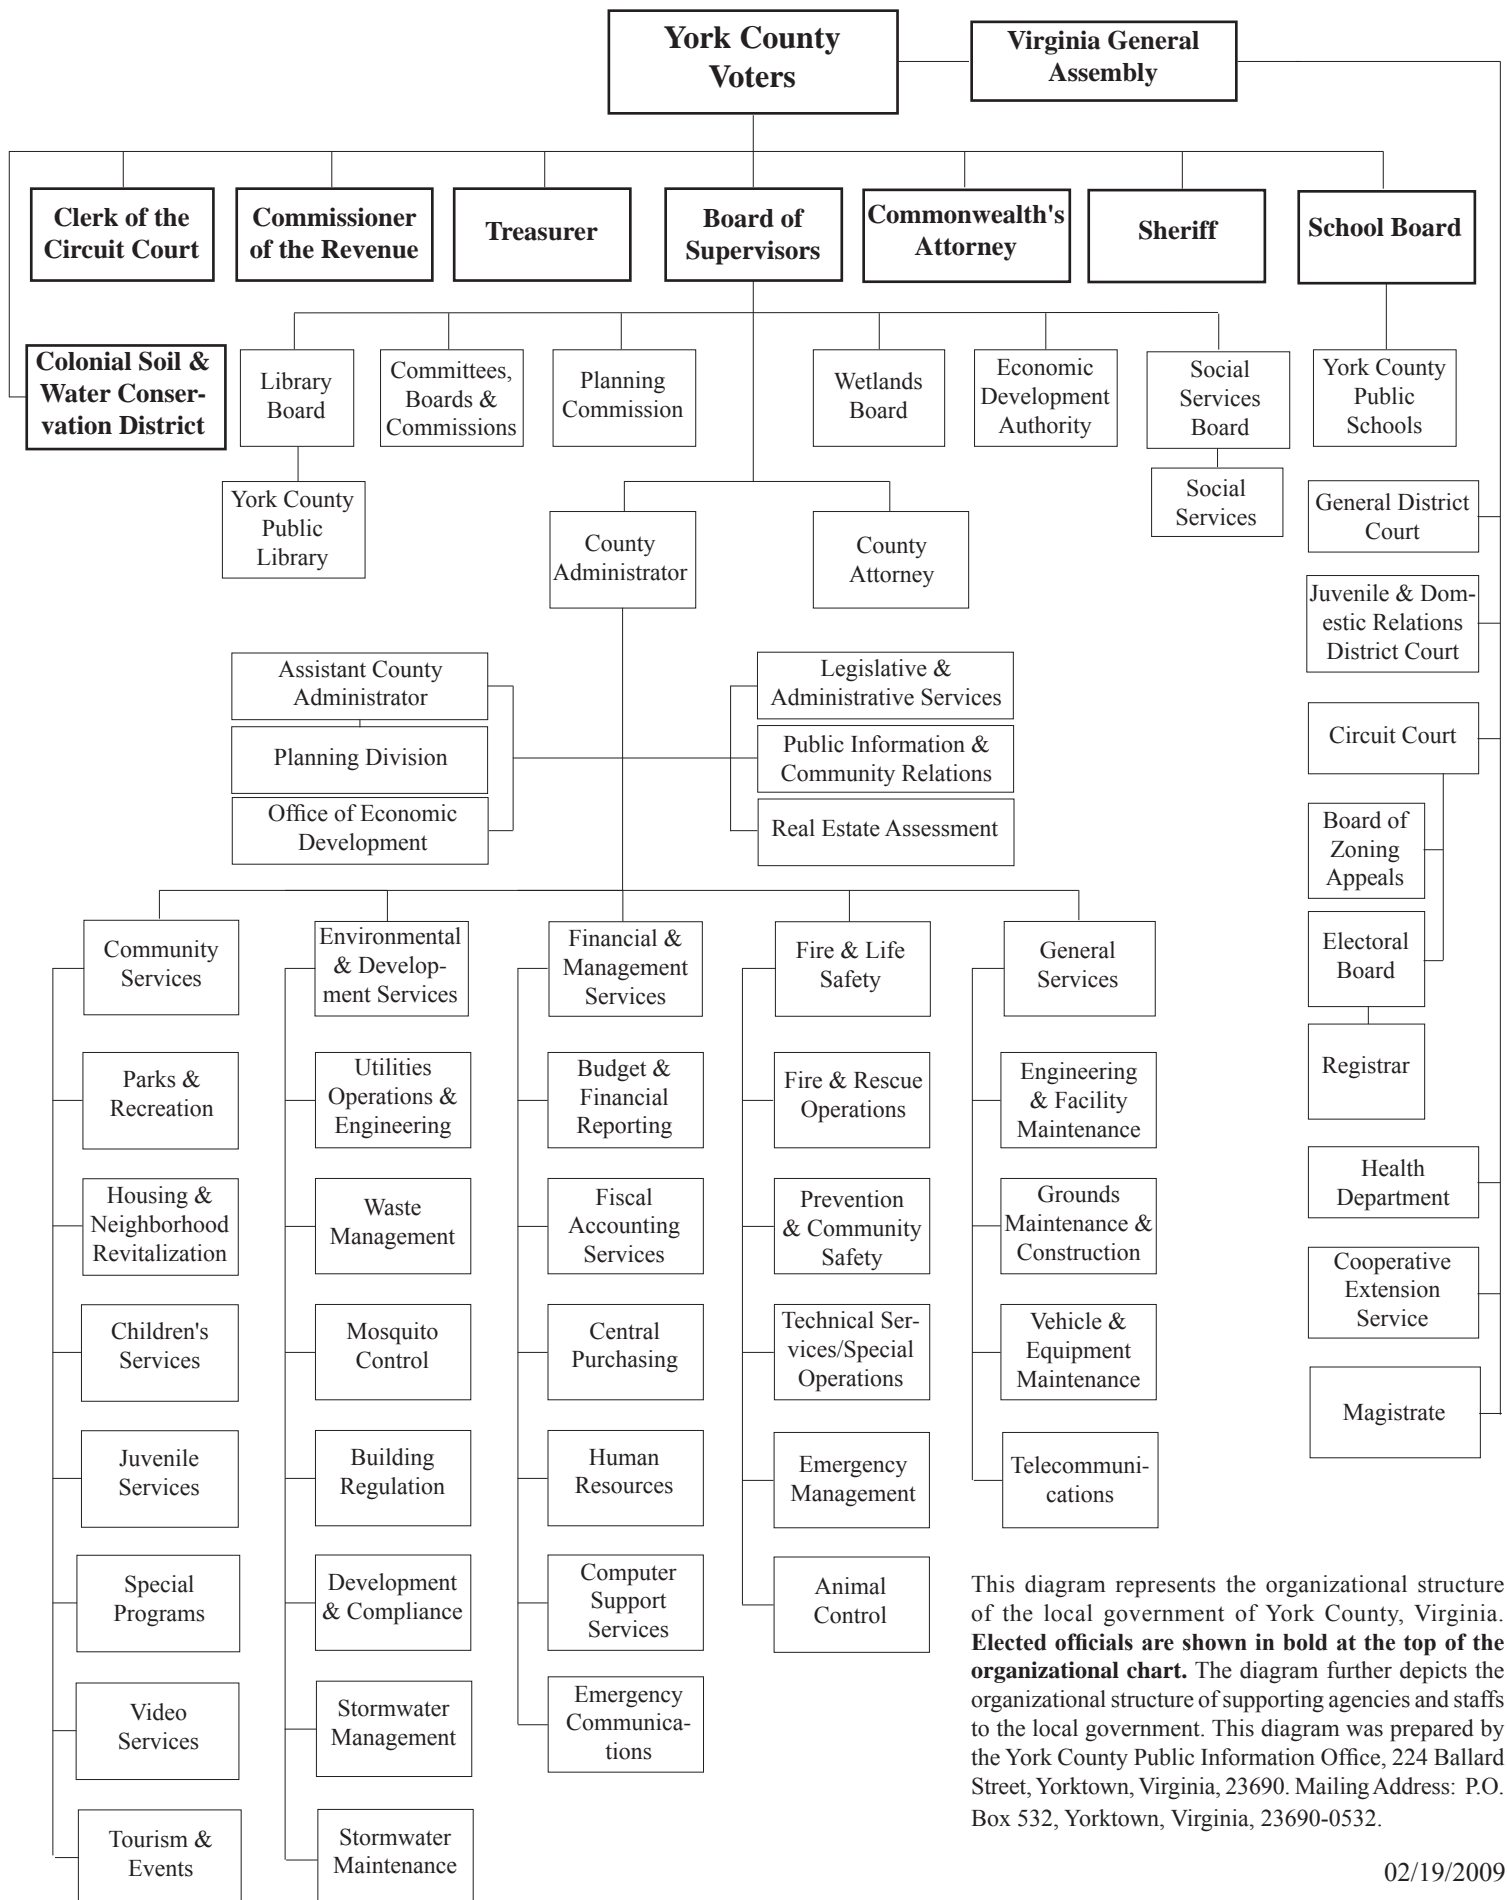 York County
Voters
Virginia General
Assembly
Clerk of the
Circuit Court
Commissioner
of the Revenue
Treasurer
Board of
Supervisors
Commonwealth's
Attorney
Sheriff
School Board
Colonial Soil &
Water Conser-
vation District
Library
Board
Committees,
Boards &
Commissions
Planning
Commission
Wetlands
Board
Economic
Development
Authority
Social
Services
Board
York County
Public
Schools
York County
Public
Library
Social
Services
General District
Court
County
Administrator
County
Attorney
Juvenile & Dom-
estic Relations
District Court
Assistant County
Administrator
Legislative &
Administrative Services
Planning Division
Public Information &
Community Relations
Circuit Court
Office of Economic
Development
Real Estate Assessment
Board of
Zoning
Appeals
Electoral
Board
Registrar
Health
Department
Cooperative
Extension
Service
Magistrate
Community
Services
Parks &
Recreation
Housing &
Neighborhood
Revitalization
Children's
Services
Juvenile
Services
Special
Programs
Video
Services
Tourism &
Events
Environmental
& Develop-
ment Services
Utilities
Operations &
Engineering
Waste
Management
Mosquito
Control
Building
Regulation
Development
& Compliance
Stormwater
Management
Stormwater
Maintenance
Financial &
Management
Services
Budget &
Financial
Reporting
Fiscal
Accounting
Services
Central
Purchasing
Human
Resources
Computer
Support
Services
Emergency
Communica-
tions
Fire & Life
Safety
Fire & Rescue
Operations
Prevention
& Community
Safety
Technical Ser-
vices/Special
Operations
Emergency
Management
Animal
Control
General
Services
Engineering
& Facility
Maintenance
Grounds
Maintenance &
Construction
Vehicle &
Equipment
Maintenance
Telecommuni-
cations
This diagram represents the organizational structure
of the local government of York County, Virginia.
Elected officials are shown in bold at the top of the
organizational chart. The diagram further depicts the
organizational structure of supporting agencies and staffs
to the local government. This diagram was prepared by
the York County Public Information Office, 224 Ballard
Street, Yorktown, Virginia, 23690. Mailing Address: P.O.
Box 532, Yorktown, Virginia, 23690-0532.
02/19/2009